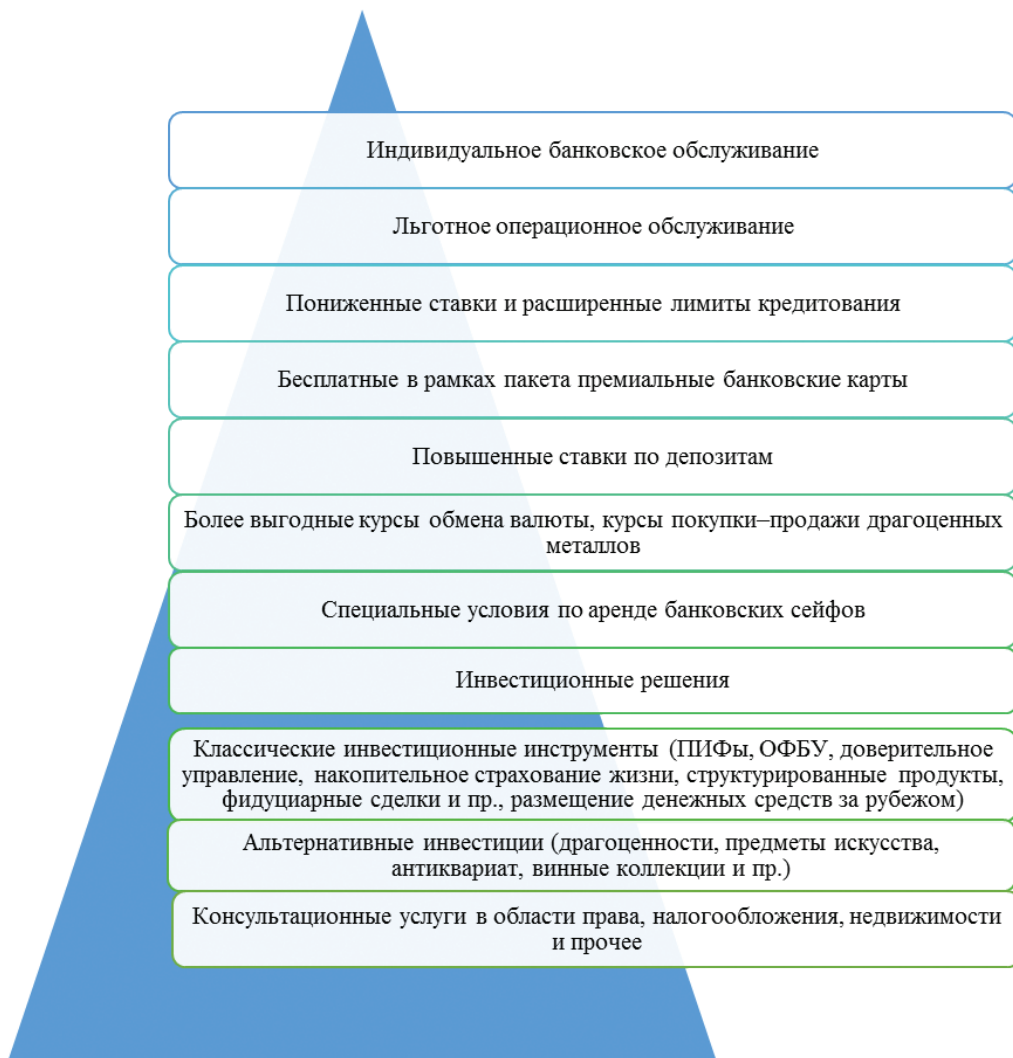 Индивидуальное банковское обслуживание
Льготное операционное обслуживание
Пониженные ставки и расширенные лимиты кредитования
Бесплатные в рамках пакета премиальные банковские карты
Повышенные ставки по депозитам
Более выгодные курсы обмена валюты, курсы покупки–продажи драгоценных
металлов
Специальные условия по аренде банковских сейфов
Инвестиционные решения
Классические инвестиционные инструменты (ПИФы, ОФБУ, доверительное
управление, накопительное страхование жизни, структурированные продукты,
фидуциарные сделки и пр., размещение денежных средств за рубежом)
Альтернативные инвестиции (драгоценности, предметы искусства,
антиквариат, винные коллекции и пр.)
Консультационные услуги в области права, налогообложения, недвижимости
и прочее